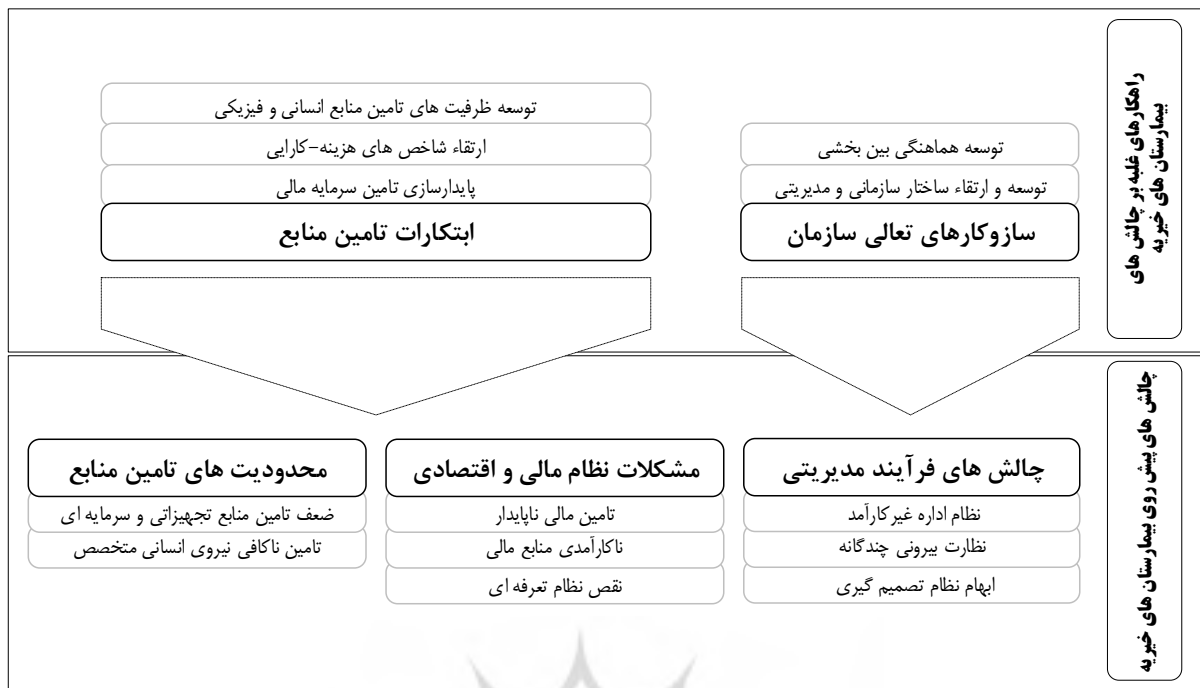 راهکارهای غلبه بر چالش های
بیمارستان های خیریه
توسعه هماهنگی بین بخشی
توسعه و ارتقاء ساختار سازمانی و مدیریتی
سازوکارهای تعالی سازمان
توسعه ظرفیت های تامین منابع انسانی و فیزیکی
ارتقاء شاخص های هزینه-کارایی
پایدارسازی تامین سرمایه مالی
ابتکارات تامین منابع
چالش های پیش روی بیمارستان های خیریه
چالش های فرآیند مدیریتی
نظام اداره غیرکارآمد
نظارت بیرونی چندگانه
ابهام نظام تصمیم گیری
مشکلات نظام مالی و اقتصادی
تامین مالی ناپایدار
ناکارآمدی منابع مالی
نقص نظام تعرفه ای
محدودیت های تامین منابع
ضعف تامین منابع تجهیزاتی و سرمایه ای
تامین ناکافی نیروی انسانی متخصص